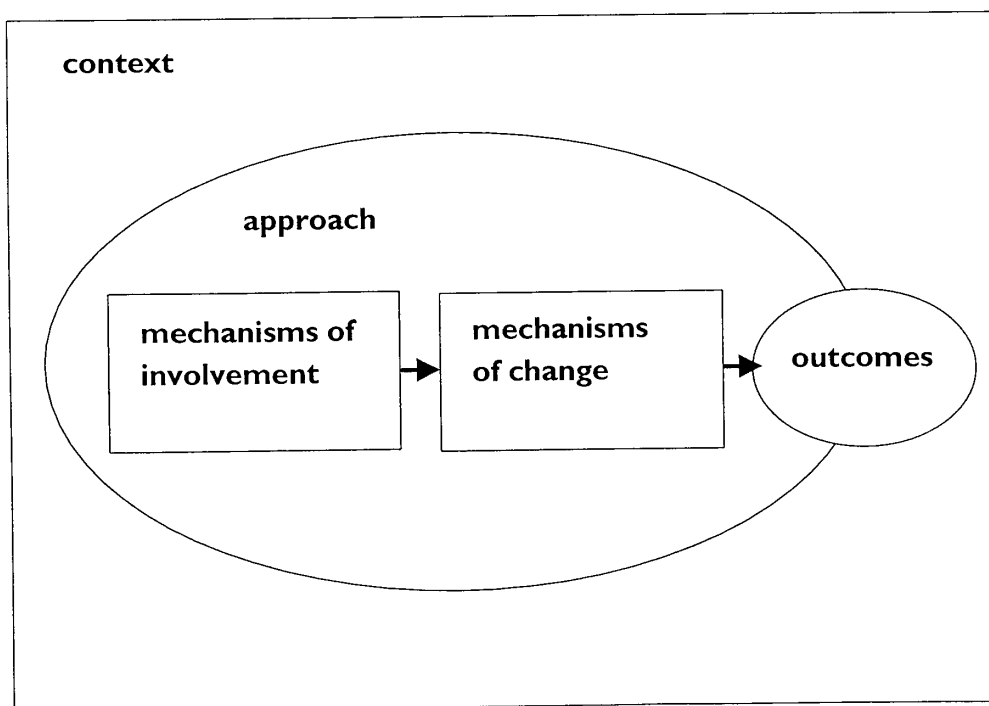 context
approach
mechanisms of
involvement
mechanisms
of change
outcomes